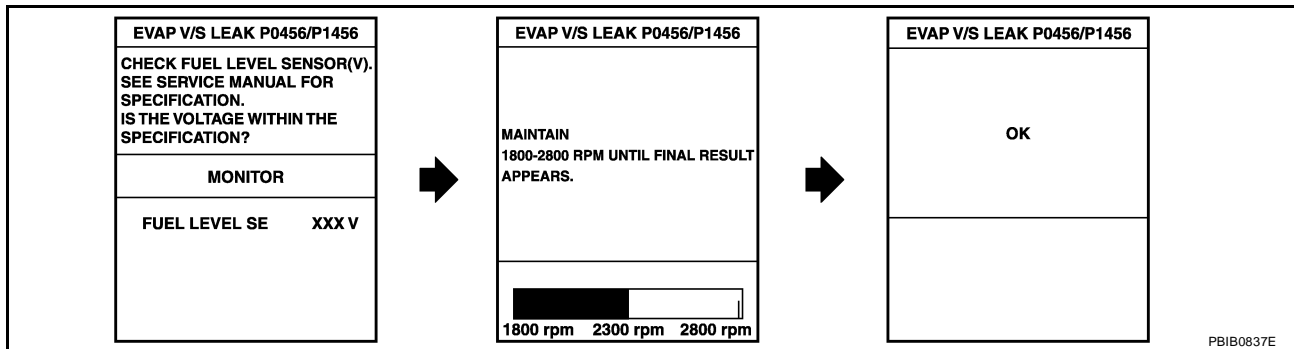 EVAP V/S LEAK P0456/P1456
CHECK FUEL LEVEL SENSOR(V).
SEE SERVICE MANUAL FOR
SPECIFICATION.
IS THE VOLTAGE WITHIN THE
SPECIFICATION?
MONITOR
FUEL LEVEL SE XXX V
EVAP V/S LEAK P0456/P1456
MAINTAIN
1800-2800 RPM UNTIL FINAL RESULT
APPEARS.
1800 rpm 2300 rpm 2800 rpm
EVAP V/S LEAK P0456/P1456
OK
PBIB0837E